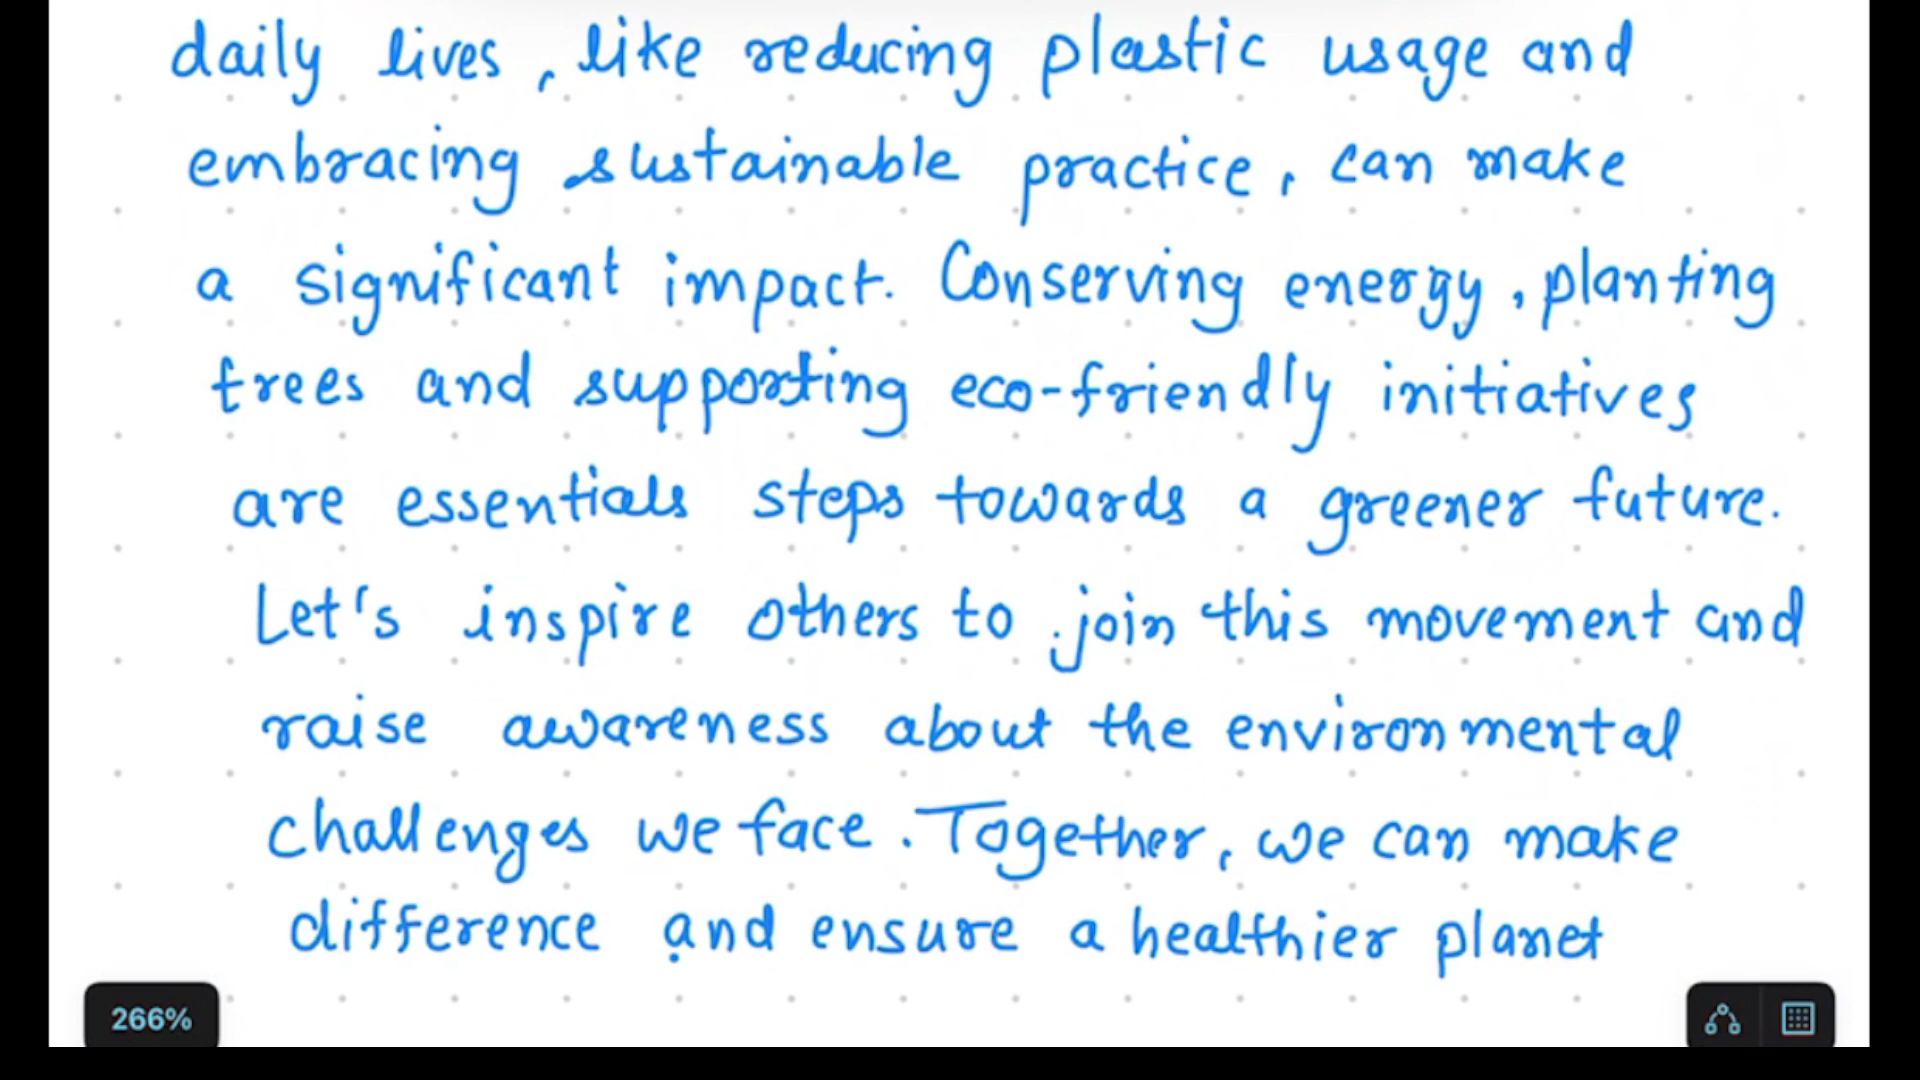 daily lives, like reducing plastic usage and
embracing sustainable practice, can make
a significant impact. Conserving energy, planting
trees and supporting eco-friendly initiatives
are essentials steps towards a greener future.
Let's inspire others to join this movement and
raise awareness about the environmental
challenges we face. Together, we can make
difference and ensure a healthier planet
266%